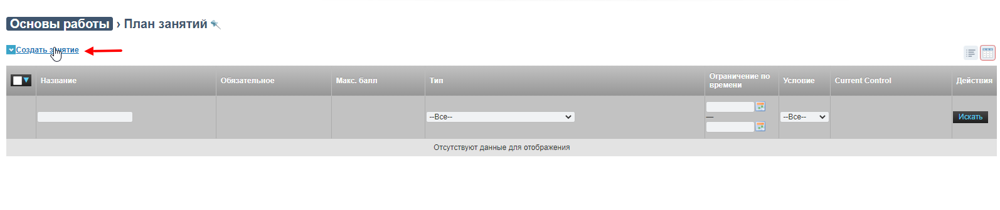 Основы работы › План занятий
Создать занятие
Название Обязательное Макс. балл Тип Ограничение по времени Условие Current Control Действия
--Все-- — --Все-- Искать
Отсутствуют данные для отображения